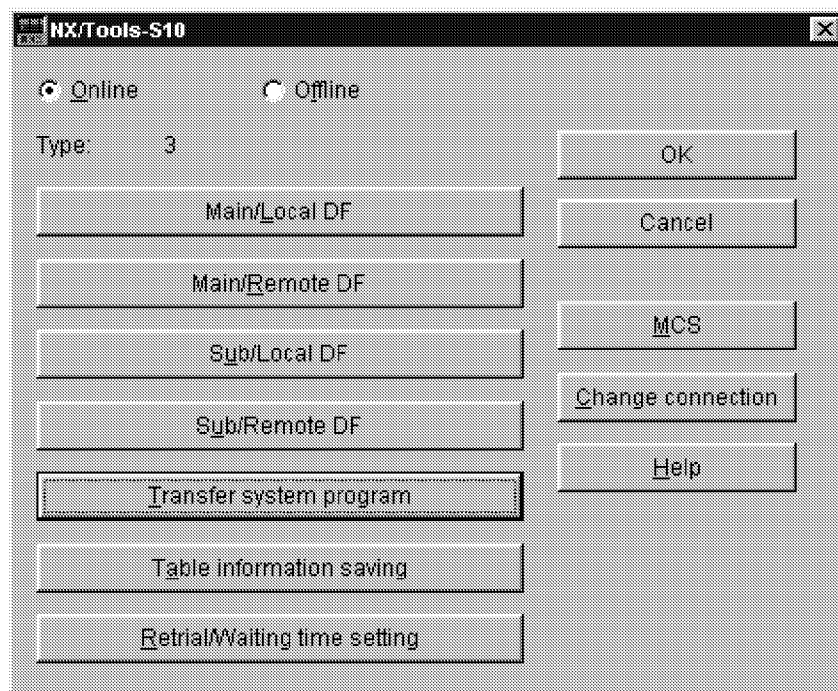 NX/Tools-S10
Online Offline
Type: 3
Main/Local DF
Main/Remote DF
Sub/Local DF
Sub/Remote DF
Transfer system program
Table information saving
Retrial/Waiting time setting
OK
Cancel
MCS
Change connection
Help